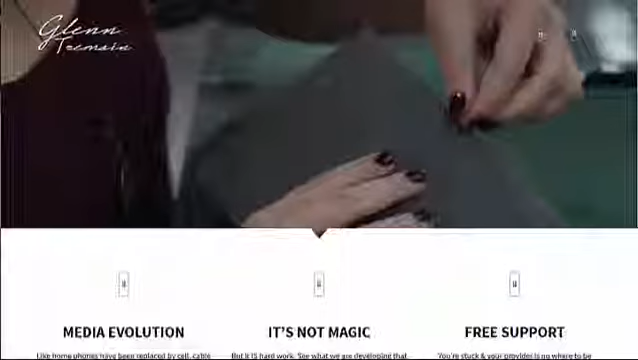 Glenn
Tremain
MEDIA EVOLUTION
IT'S NOT MAGIC
FREE SUPPORT
Like home phones have been replaced by cell, cable
But it IS hard work. See what we are developing that
You're stuck & your provider is no where to be